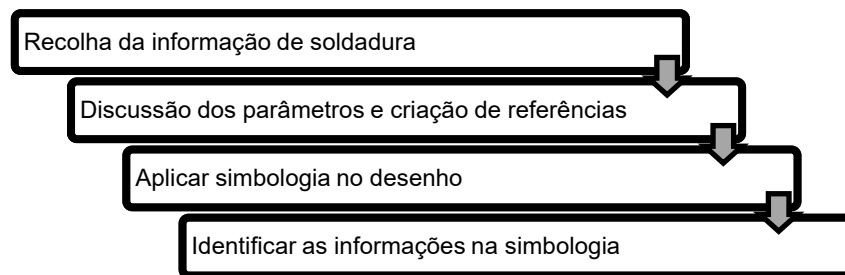 Recolha da informação de soldadura
Discussão dos parâmetros e criação de referências
Aplicar simbologia no desenho
Identificar as informações na simbologia